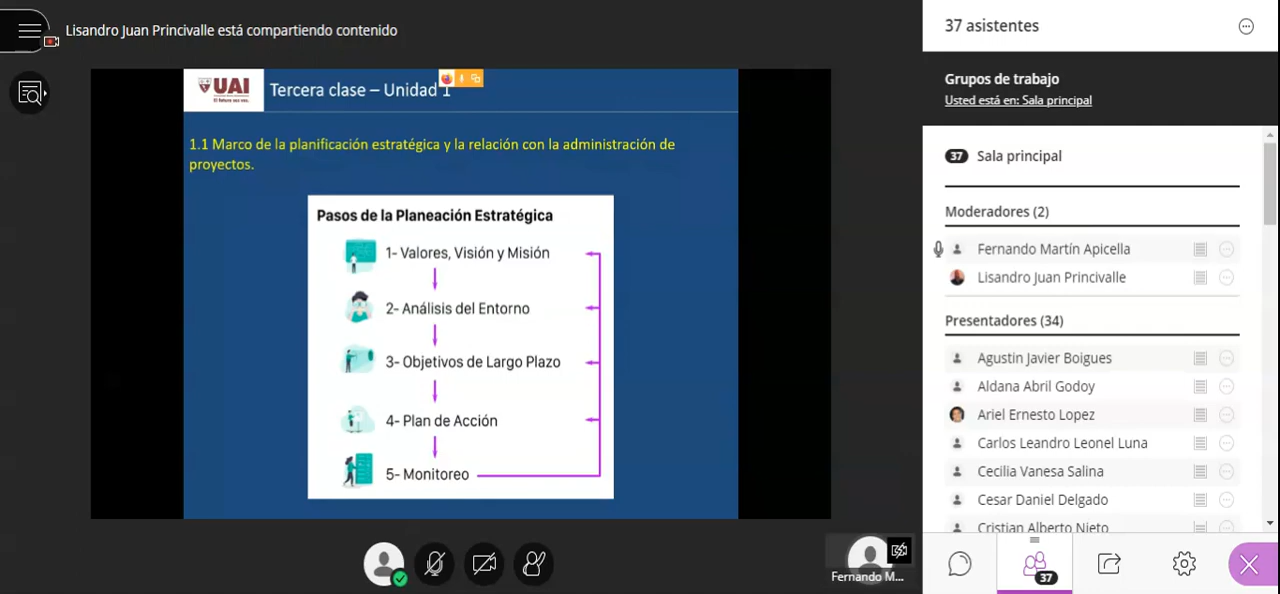 Lisandro Juan Princivalle está compartiendo contenido
UAI
El futuro sos vos.
Tercera clase – Unidad 1
1.1 Marco de la planificación estratégica y la relación con la administración de
proyectos.
Pasos de la Planeación Estratégica
1- Valores, Visión y Misión
2- Análisis del Entorno
3- Objetivos de Largo Plazo
4- Plan de Acción
5- Monitoreo
Fernando M...
37 asistentes
Grupos de trabajo
Usted está en: Sala principal
37 Sala principal
Moderadores (2)
Fernando Martín Apicella
Lisandro Juan Princivalle
Presentadores (34)
Agustin Javier Boigues
Aldana Abril Godoy
Ariel Ernesto Lopez
Carlos Leandro Leonel Luna
Cecilia Vanesa Salina
Cesar Daniel Delgado
Cristian Alberto Nieto
37